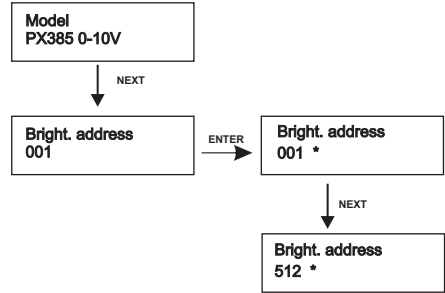 Model
PX385 0-10V
NEXT
Bright. address
001
ENTER
Bright. address
001 *
NEXT
Bright. address
512 *